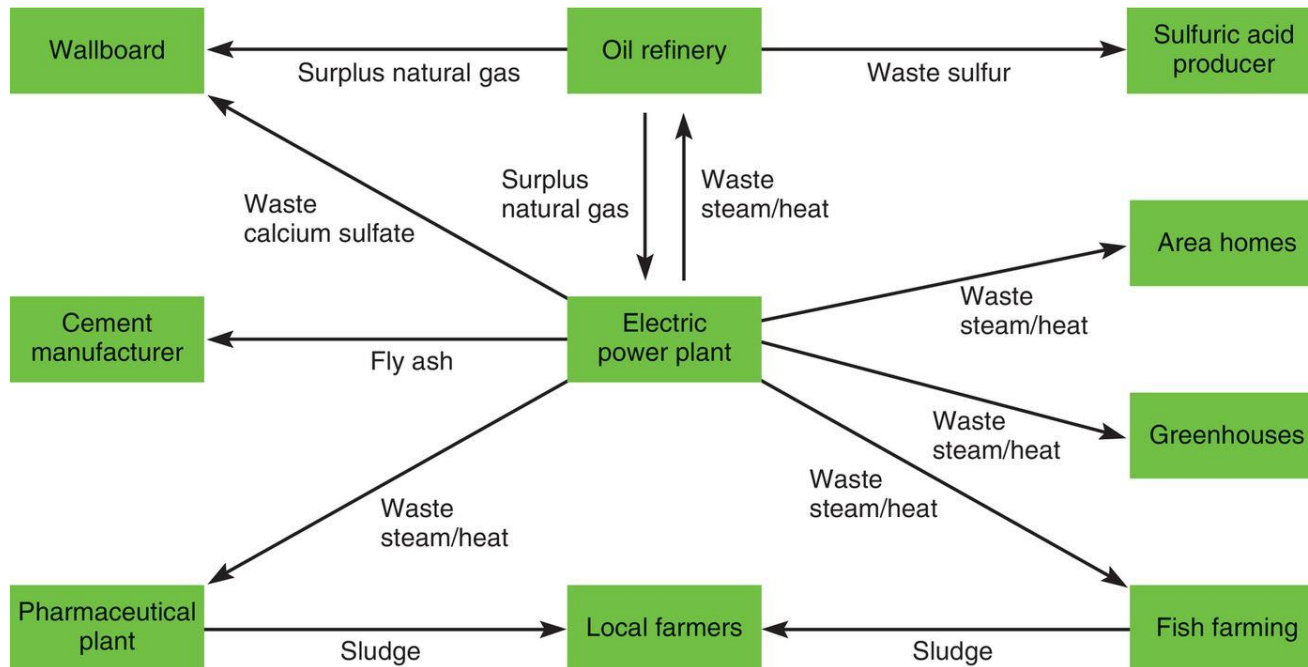 Wallboard
Surplus natural gas
Oil refinery
Waste sulfur
Sulfuric acid
producer
Surplus
natural gas
Waste
steam/heat
Waste
calcium sulfate
Area homes
Waste
steam/heat
Cement
manufacturer
Fly ash
Electric
power plant
Waste
steam/heat
Greenhouses
Waste
steam/heat
Waste
steam/heat
Pharmaceutical
plant
Sludge
Local farmers
Sludge
Fish farming